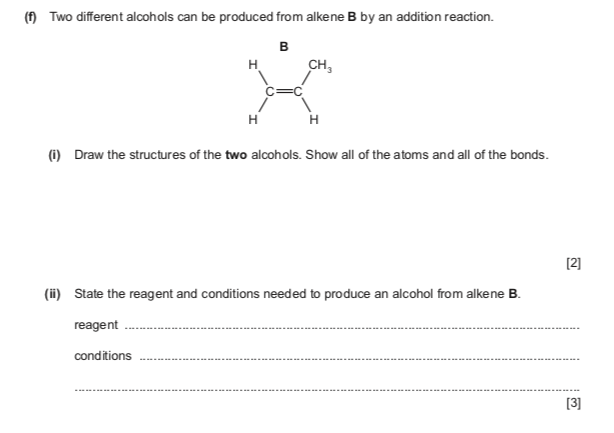 (f) Two different alcohols can be produced from alkene B by an addition reaction.
B
H CH₃
C=C
H H
(i) Draw the structures of the two alcohols. Show all of the atoms and all of the bonds.
[2]
(ii) State the reagent and conditions needed to produce an alcohol from alkene B.
reagent
conditions
[3]